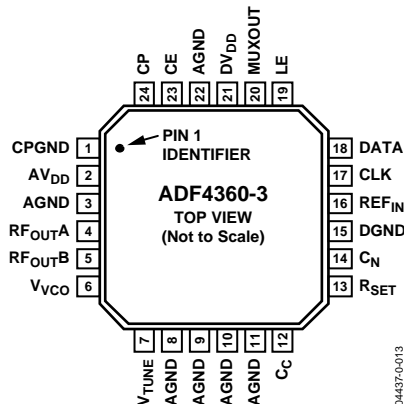 CP
CE
AGND
DVDD
MUXOUT
LE
24
23
22
21
20
19
CPGND 1
AVDD 2
AGND 3
RFOUTA 4
RFOUTB 5
VVCO 6
PIN 1
IDENTIFIER
ADF4360-3
TOP VIEW
(Not to Scale)
18 DATA
17 CLK
16 REFIN
15 DGND
14 CN
13 RSET
7
8
9
10
11
12
VTUNE
AGND
AGND
AGND
AGND
CC
04437-0-013